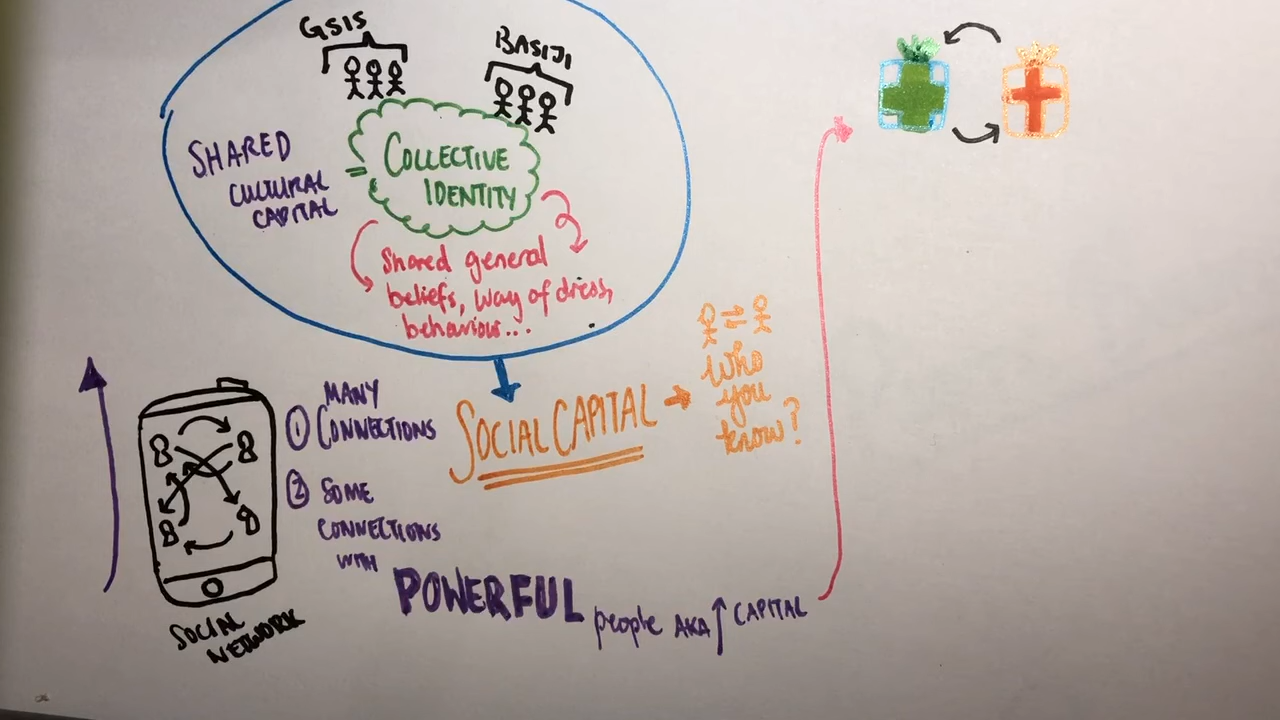 GSIS
BASIJI
SHARED
CULTURAL
CAPITAL
=
COLLECTIVE
IDENTITY
Shared general
beliefs, way of dress,
behaviour...
MANY
① CONNECTIONS
② SOME
CONNECTIONS
WITH
POWERFUL
people AKA ↑ CAPITAL
SOCIAL CAPITAL →
Who
you
know?
SOCIAL
NETWORK